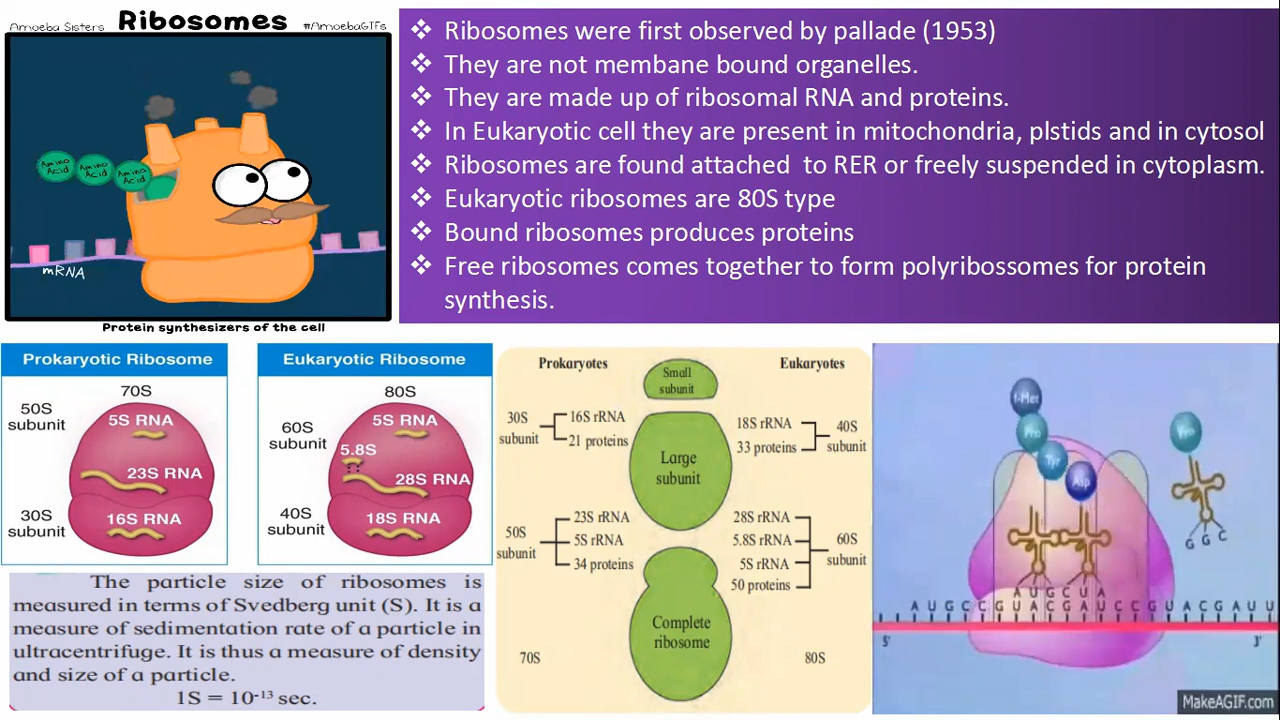 Amoeba Sisters Ribosomes #AmoebaGIFs
Amino Acid
Amino Acid
Amino Acid
mRNA
Protein synthesizers of the cell
❖ Ribosomes were first observed by pallade (1953)
❖ They are not membane bound organelles.
❖ They are made up of ribosomal RNA and proteins.
❖ In Eukaryotic cell they are present in mitochondria, plstids and in cytosol
❖ Ribosomes are found attached to RER or freely suspended in cytoplasm.
❖ Eukaryotic ribosomes are 80S type
❖ Bound ribosomes produces proteins
❖ Free ribosomes comes together to form polyribossomes for protein
synthesis.
Prokaryotic Ribosome
70S
50S
subunit
5S RNA
23S RNA
30S
subunit
16S RNA
Eukaryotic Ribosome
80S
60S
subunit
5S RNA
5.8S
28S RNA
40S
subunit
18S RNA
The particle size of ribosomes is
measured in terms of Svedberg unit (S). It is a
measure of sedimentation rate of a particle in
ultracentrifuge. It is thus a measure of density
and size of a particle.
1S = 10-13 sec.
Prokaryotes
Eukaryotes
Small
subunit
30S
subunit
16S rRNA
21 proteins
18S rRNA
33 proteins
40S
subunit
Large
subunit
50S
subunit
23S rRNA
5S rRNA
34 proteins
28S rRNA
5.8S rRNA
5S rRNA
50 proteins
60S
subunit
Complete
ribosome
70S
80S
f-Met
Pro
Tyr
Asp
G G C
A U G C U A
A U G C C G U A C G A U C C G U A C G A U U
5' 3'
MakeAGIF.com